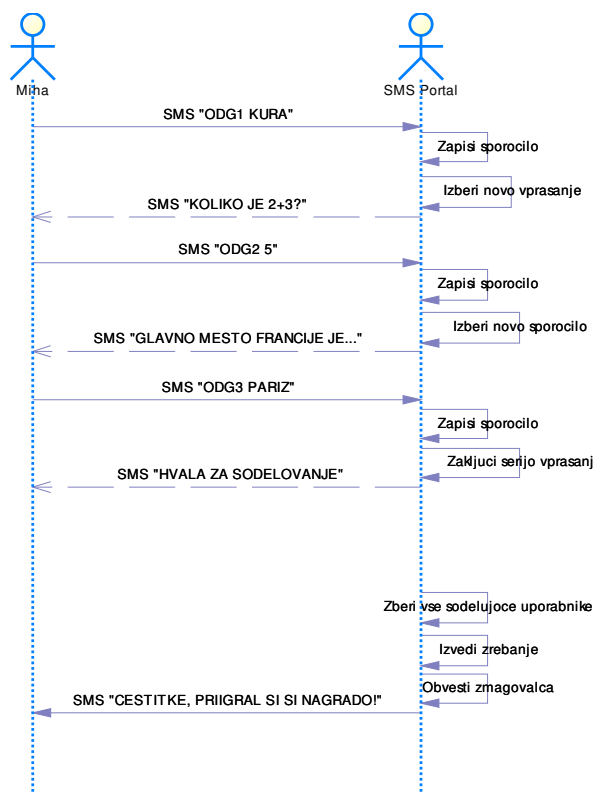 Miha
SMS Portal
SMS "ODG1 KURA"
Zapisi sporocilo
Izberi novo vprasanje
SMS "KOLIKO JE 2+3?"
SMS "ODG2 5"
Zapisi sporocilo
Izberi novo sporocilo
SMS "GLAVNO MESTO FRANCIJE JE..."
SMS "ODG3 PARIZ"
Zapisi sporocilo
Zakljuci serijo vprasanj
SMS "HVALA ZA SODELOVANJE"
Zberi vse sodelujoce uporabnike
Izvedi zrebanje
Obvesti zmagovalca
SMS "CESTITKE, PRIIGRAL SI SI NAGRADO!"